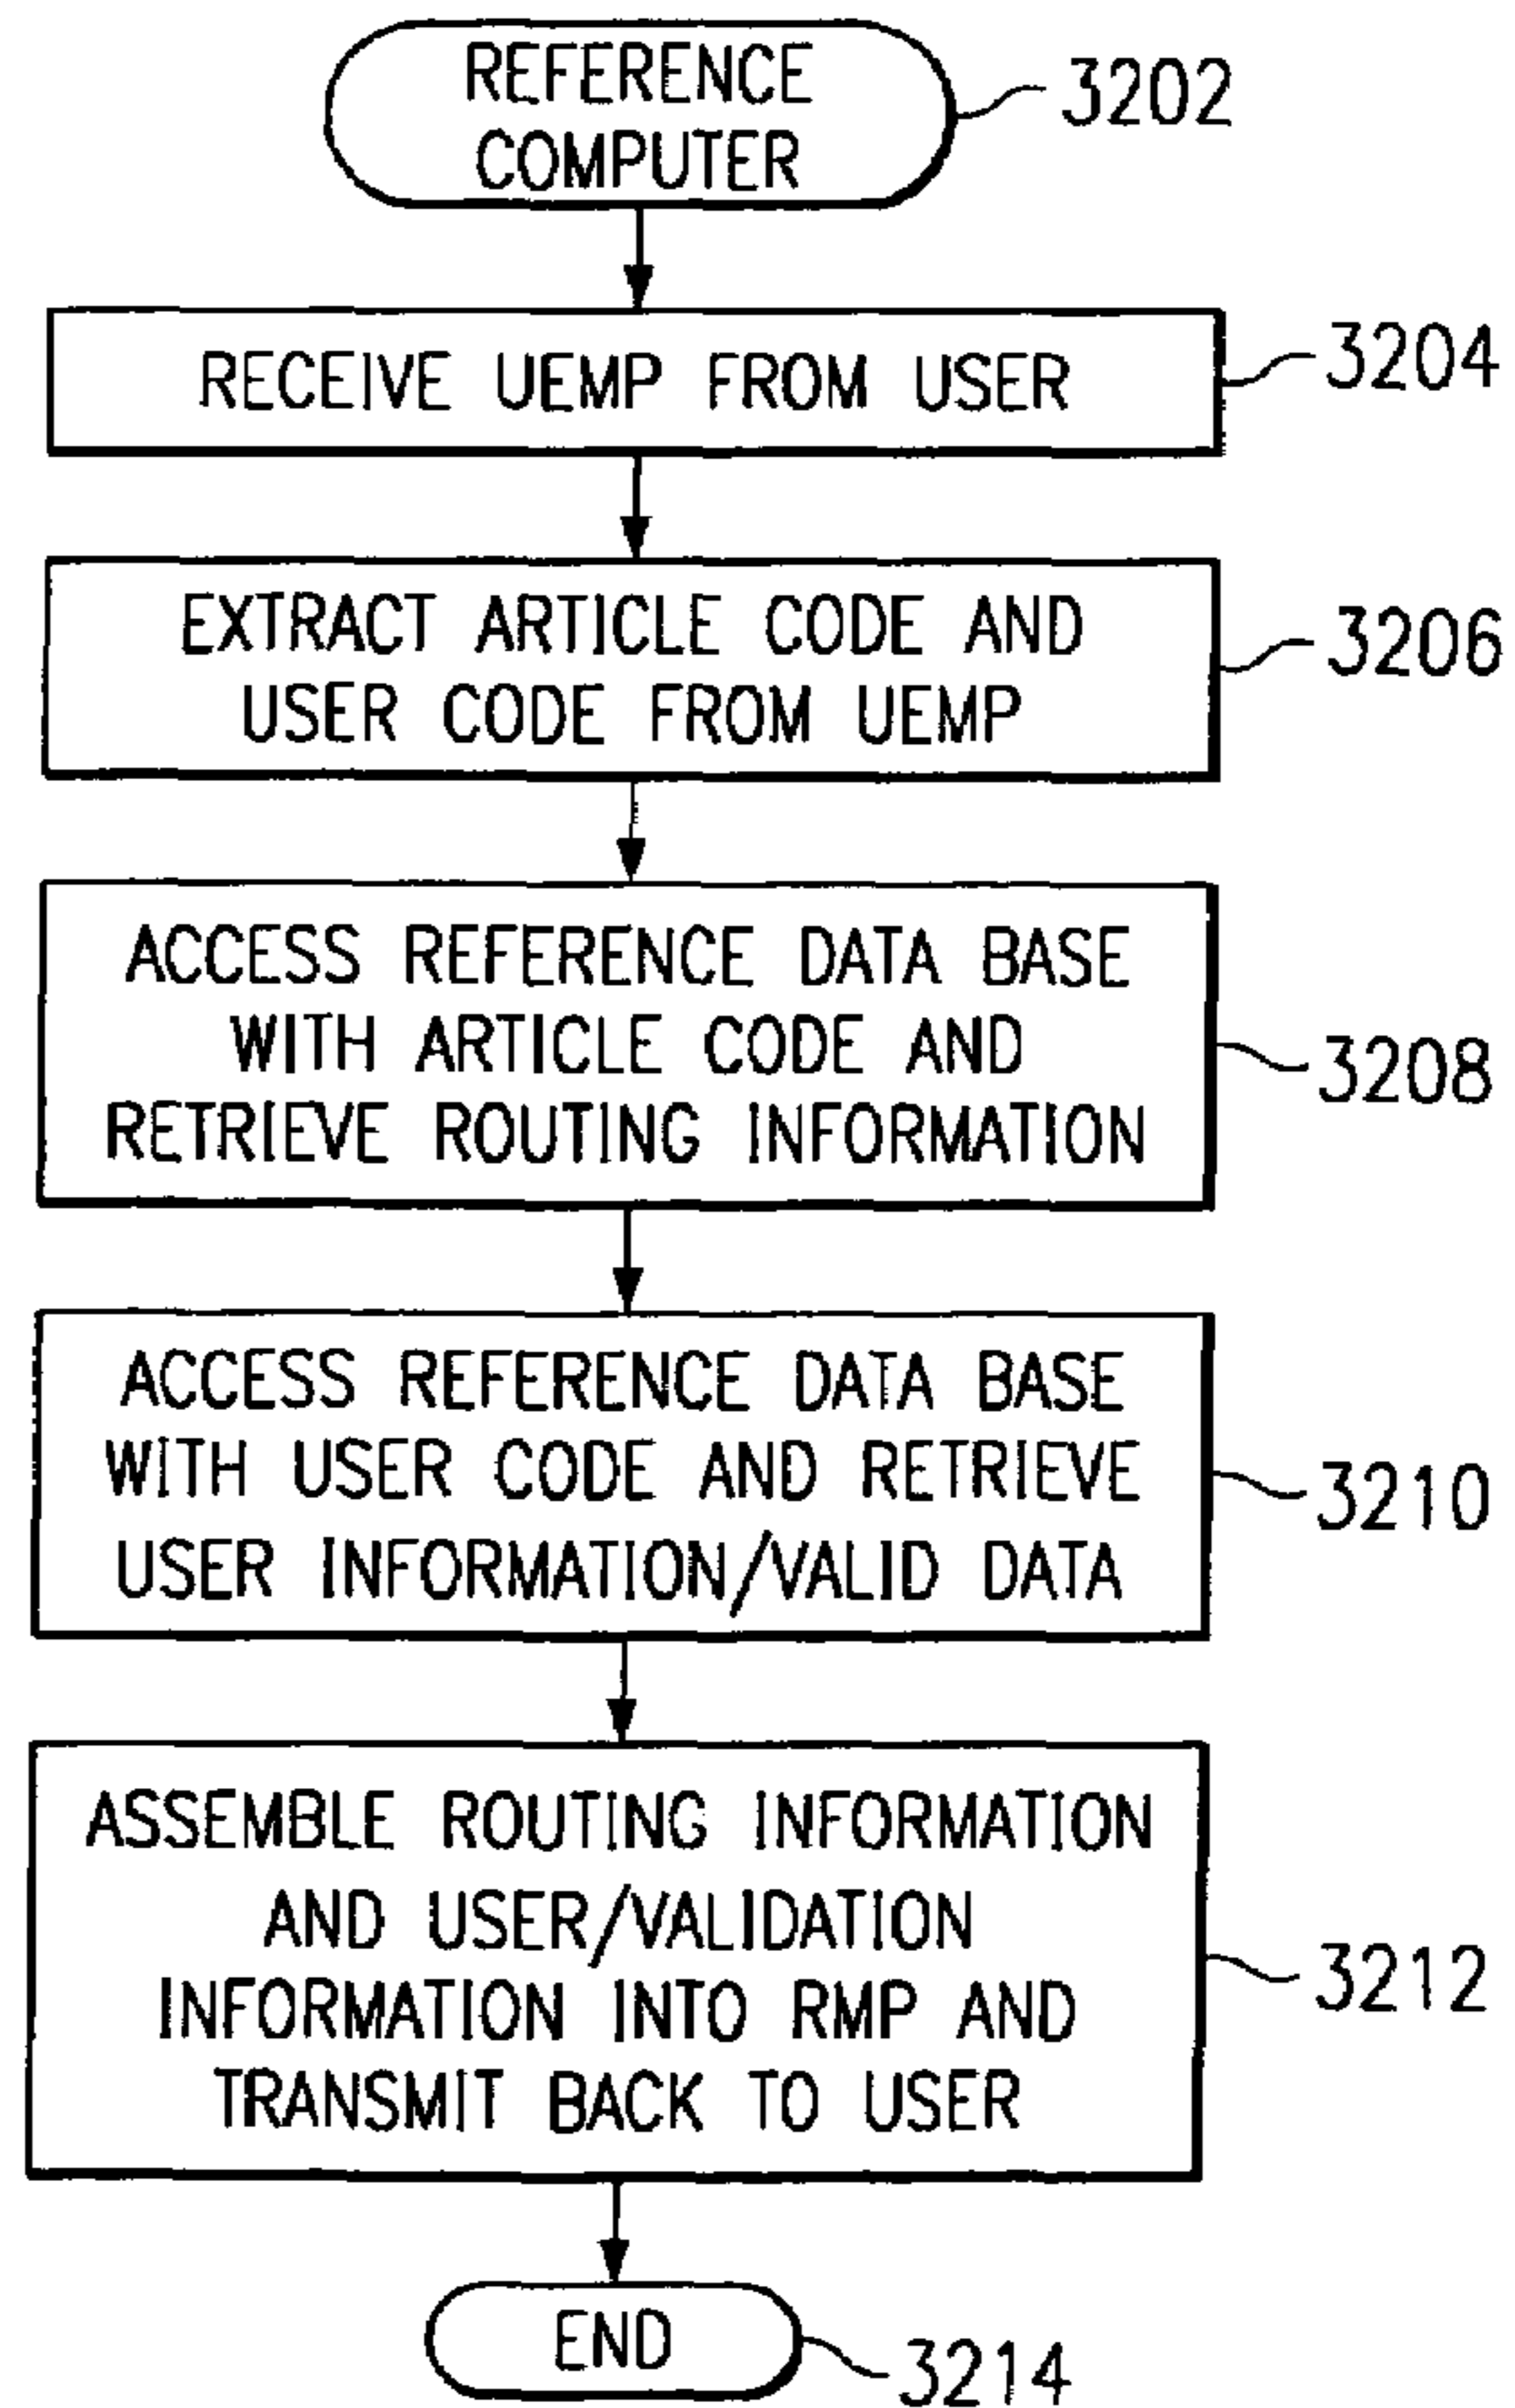 REFERENCE
COMPUTER
3202
RECEIVE UEMP FROM USER
3204
EXTRACT ARTICLE CODE AND
USER CODE FROM UEMP
3206
ACCESS REFERENCE DATA BASE
WITH ARTICLE CODE AND
RETRIEVE ROUTING INFORMATION
3208
ACCESS REFERENCE DATA BASE
WITH USER CODE AND RETRIEVE
USER INFORMATION/VALID DATA
3210
ASSEMBLE ROUTING INFORMATION
AND USER/VALIDATION
INFORMATION INTO RMP AND
TRANSMIT BACK TO USER
3212
END
3214